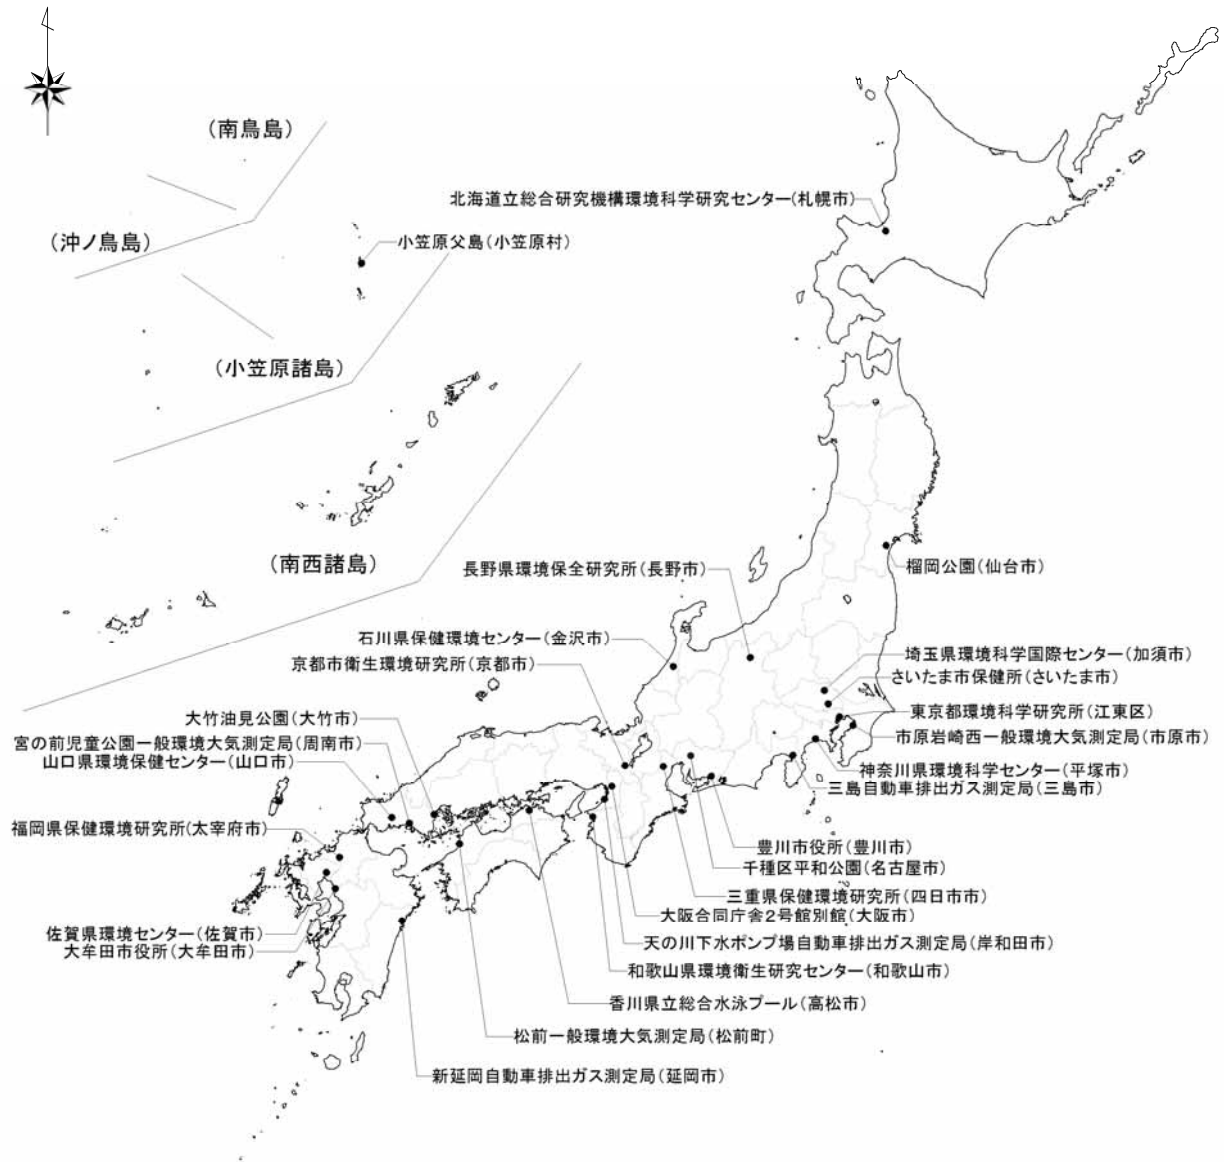 (南鳥島)
北海道立総合研究機構環境科学研究センター(札幌市)
(沖ノ鳥島)
小笠原父島(小笠原村)
(小笠原諸島)
(南西諸島)
榴岡公園(仙台市)
長野県環境保全研究所(長野市)
石川県保健環境センター(金沢市)
京都市衛生環境研究所(京都市)
埼玉県環境科学国際センター(加須市)
さいたま市保健所(さいたま市)
東京都環境科学研究所(江東区)
市原岩崎西一般環境大気測定局(市原市)
神奈川県環境科学センター(平塚市)
三島自動車排出ガス測定局(三島市)
大竹油見公園(大竹市)
宮の前児童公園一般環境大気測定局(周南市)
山口県環境保健センター(山口市)
福岡県保健環境研究所(太宰府市)
豊川市役所(豊川市)
千種区平和公園(名古屋市)
三重県保健環境研究所(四日市市)
大阪合同庁舎2号館別館(大阪市)
佐賀県環境センター(佐賀市)
大牟田市役所(大牟田市)
天の川下水ポンプ場自動車排出ガス測定局(岸和田市)
和歌山県環境衛生研究センター(和歌山市)
香川県立総合水泳プール(高松市)
松前一般環境大気測定局(松前町)
新延岡自動車排出ガス測定局(延岡市)